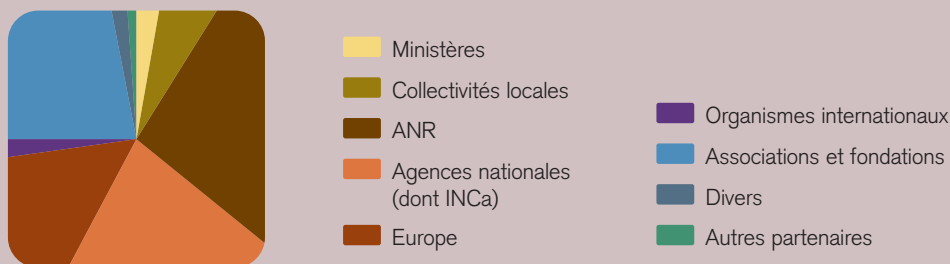 Ministères
Collectivités locales
ANR
Agences nationales
(dont INCa)
Europe
Organismes internationaux
Associations et fondations
Divers
Autres partenaires